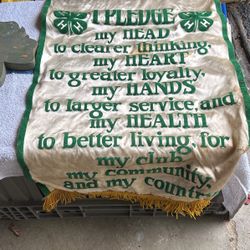 I PLEDGE
my HEAD
to clearer thinking,
my HEART
to greater loyalty,
my HANDS
to larger service, and
my HEALTH
to better living, for
my club
my community,
and my country